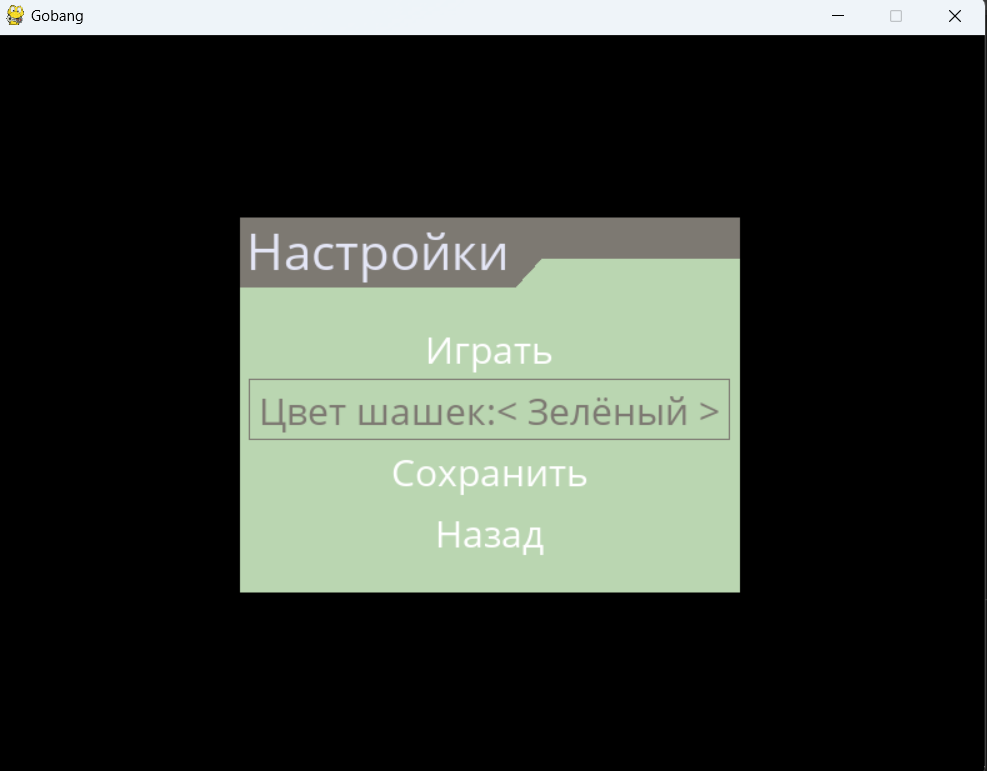 Gobang
Настройки
Играть
Цвет шашек:< Зелёный >
Сохранить
Назад